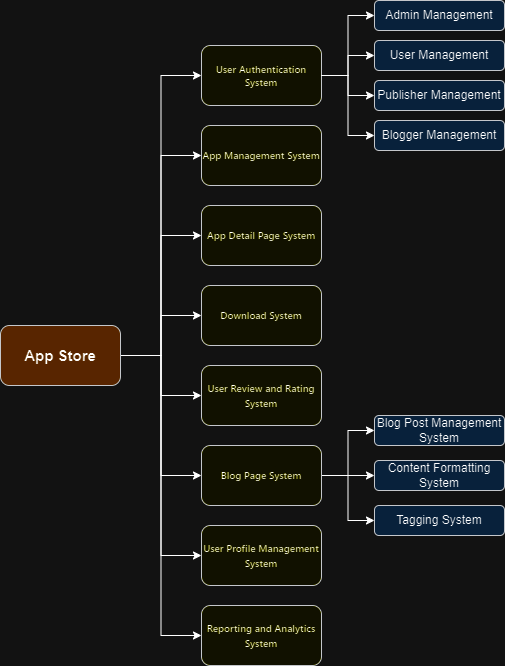 Admin Management
User Authentication
System
User Management
Publisher Management
Blogger Management
App Management System
App Detail Page System
Download System
App Store
User Review and Rating
System
Blog Page System
Blog Post Management
System
Content Formatting
System
Tagging System
User Profile Management
System
Reporting and Analytics
System